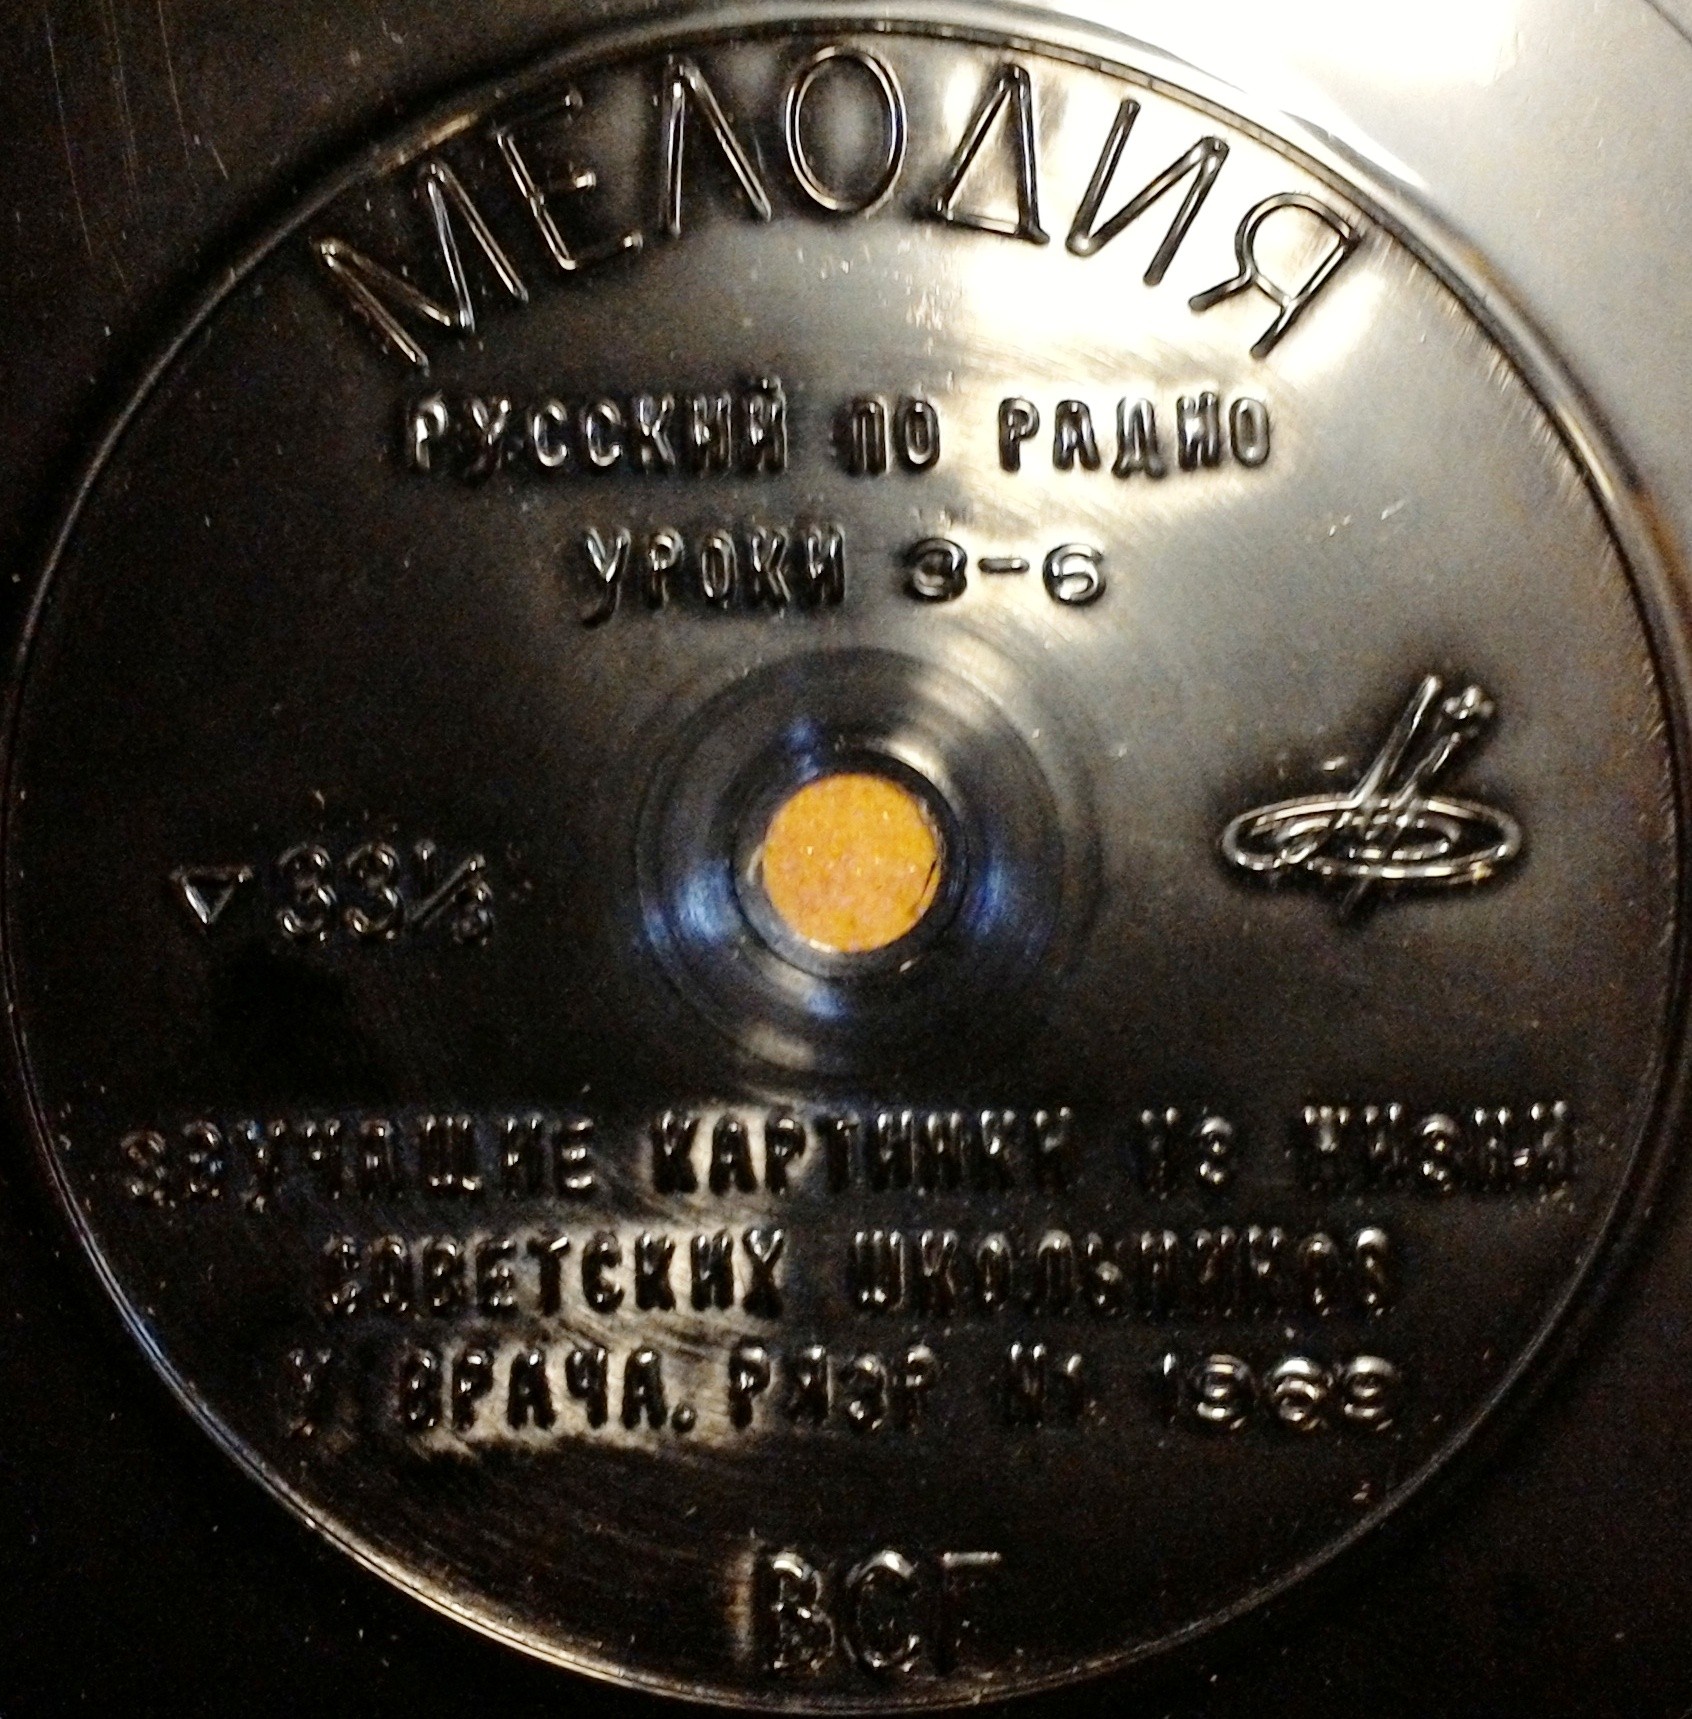 МЕЛОДИЯ
РУССКИЙ ПО РАДИО
УРОКИ 3-6
33⅓
ЗВУЧАЩИЕ КАРТИНКИ ИЗ ЖИЗНИ
СОВЕТСКИХ ШКОЛЬНИКОВ
У ВРАЧА. РЯЗР № 1969
ВСГ